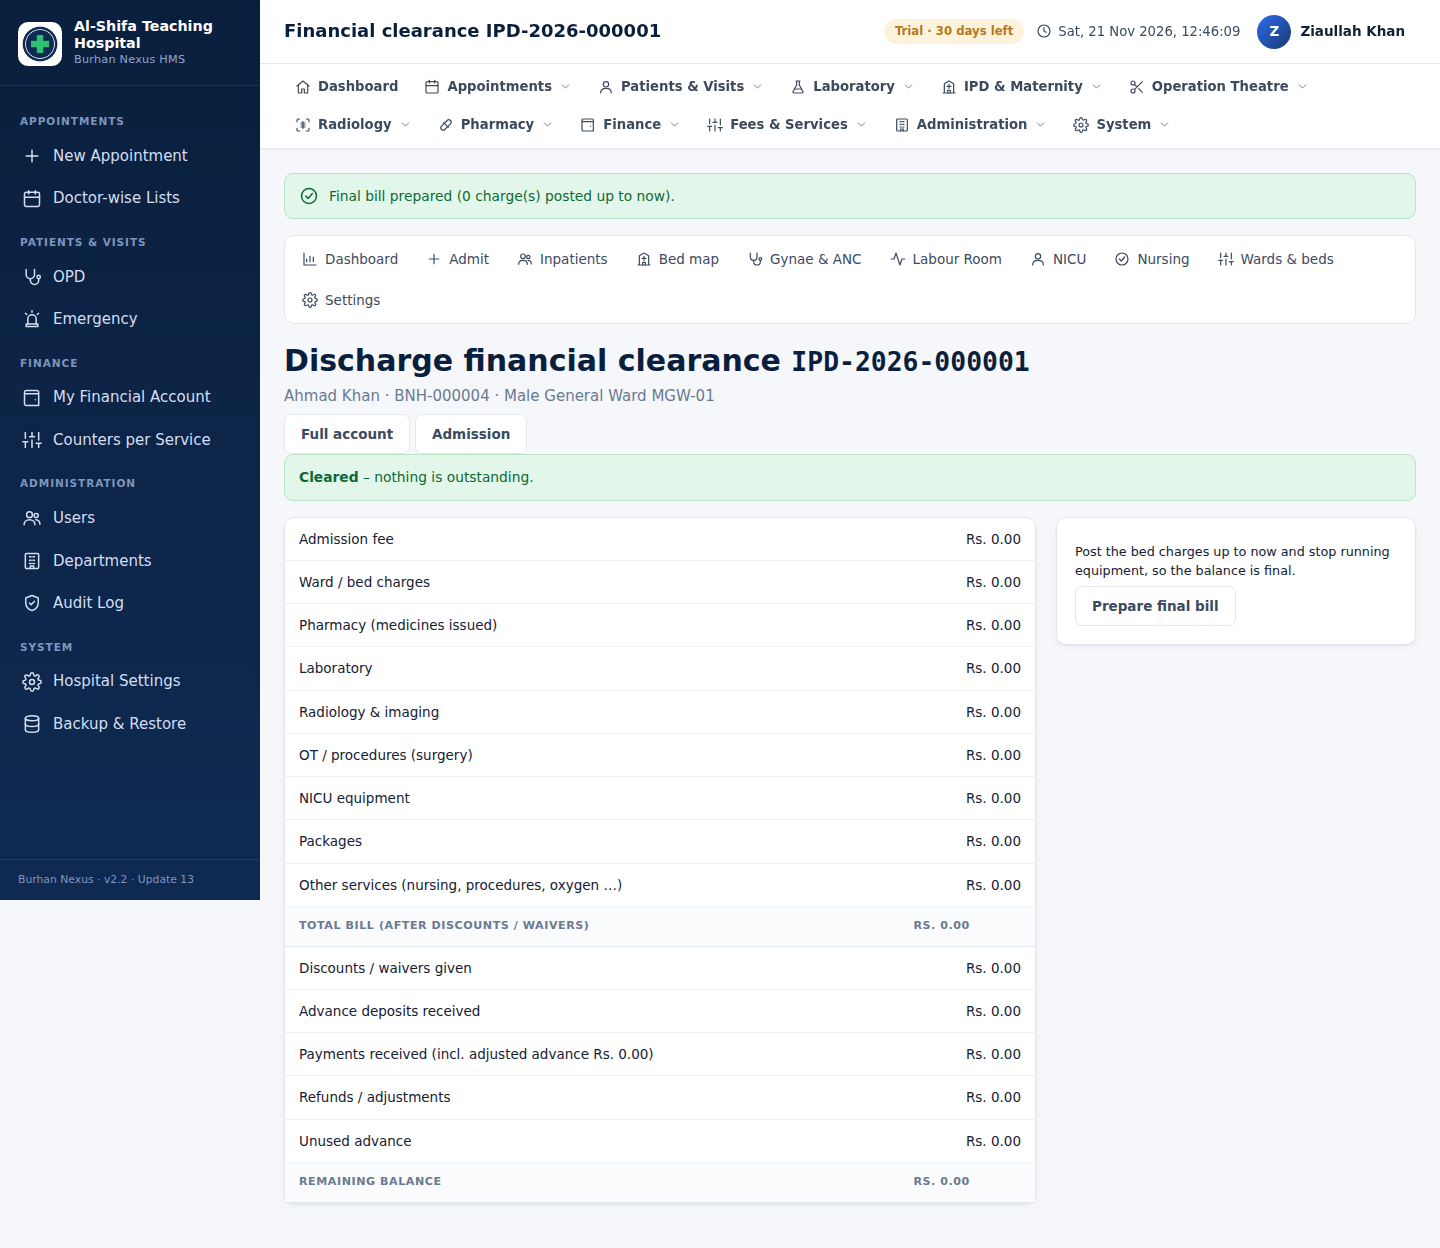 Al-Shifa Teaching
Hospital
Burhan Nexus HMS
APPOINTMENTS
New Appointment
Doctor-wise Lists
PATIENTS & VISITS
OPD
Emergency
FINANCE
My Financial Account
Counters per Service
ADMINISTRATION
Users
Departments
Audit Log
SYSTEM
Hospital Settings
Backup & Restore
Burhan Nexus · v2.2 · Update 13
Financial clearance IPD-2026-000001
Trial · 30 days left
Sat, 21 Nov 2026, 12:46:09
Z
Ziaullah Khan
Dashboard Appointments Patients & Visits Laboratory IPD & Maternity Operation Theatre
Radiology Pharmacy Finance Fees & Services Administration System
Final bill prepared (0 charge(s) posted up to now).
Dashboard Admit Inpatients Bed map Gynae & ANC Labour Room NICU Nursing Wards & beds
Settings
Discharge financial clearance IPD-2026-000001
Ahmad Khan · BNH-000004 · Male General Ward MGW-01
Full account Admission
Cleared – nothing is outstanding.
Admission fee Rs. 0.00
Ward / bed charges Rs. 0.00
Pharmacy (medicines issued) Rs. 0.00
Laboratory Rs. 0.00
Radiology & imaging Rs. 0.00
OT / procedures (surgery) Rs. 0.00
NICU equipment Rs. 0.00
Packages Rs. 0.00
Other services (nursing, procedures, oxygen …) Rs. 0.00
TOTAL BILL (AFTER DISCOUNTS / WAIVERS) RS. 0.00
Discounts / waivers given Rs. 0.00
Advance deposits received Rs. 0.00
Payments received (incl. adjusted advance Rs. 0.00) Rs. 0.00
Refunds / adjustments Rs. 0.00
Unused advance Rs. 0.00
REMAINING BALANCE RS. 0.00
Post the bed charges up to now and stop running
equipment, so the balance is final.
Prepare final bill